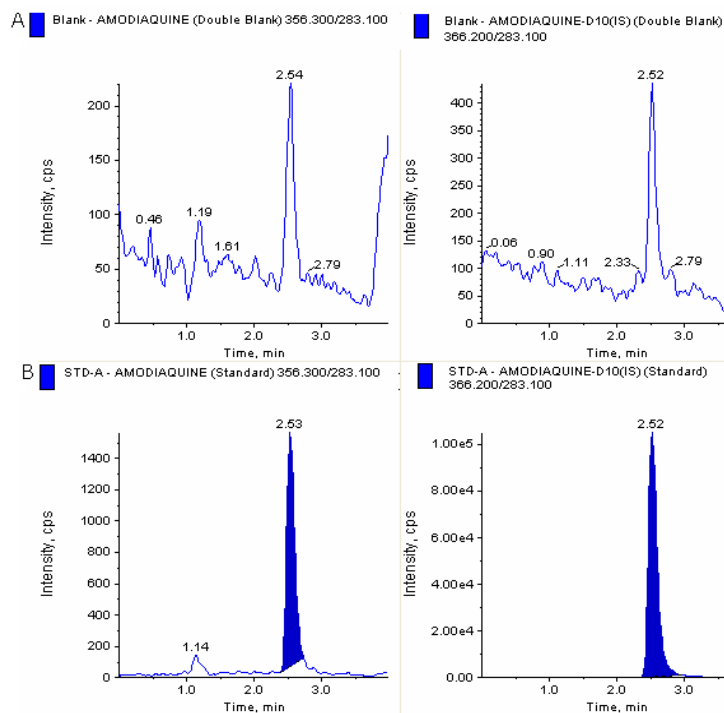 A
Blank - AMODIAQUINE (Double Blank) 356.300/283.100
2.54
200
150
100
50
0
0.46
1.19
1.61
2.79
Intensity, cps
1.0
2.0
3.0
Time, min
Blank - AMODIAQUINE-D10(IS) (Double Blank)
366.200/283.100
2.52
400
350
300
250
200
150
100
50
0
0.06
0.90
1.11
2.33
2.79
Intensity, cps
1.0
2.0
3.0
Time, min
B
STD-A - AMODIAQUINE (Standard) 356.300/283.100
2.53
1400
1200
1000
800
600
400
200
0
1.14
Intensity, cps
1.0
2.0
3.0
Time, min
STD-A - AMODIAQUINE-D10(IS) (Standard)
366.200/283.100
2.52
1.00e5
8.00e4
6.00e4
4.00e4
2.00e4
0.00
Intensity, cps
1.0
2.0
3.0
Time, min